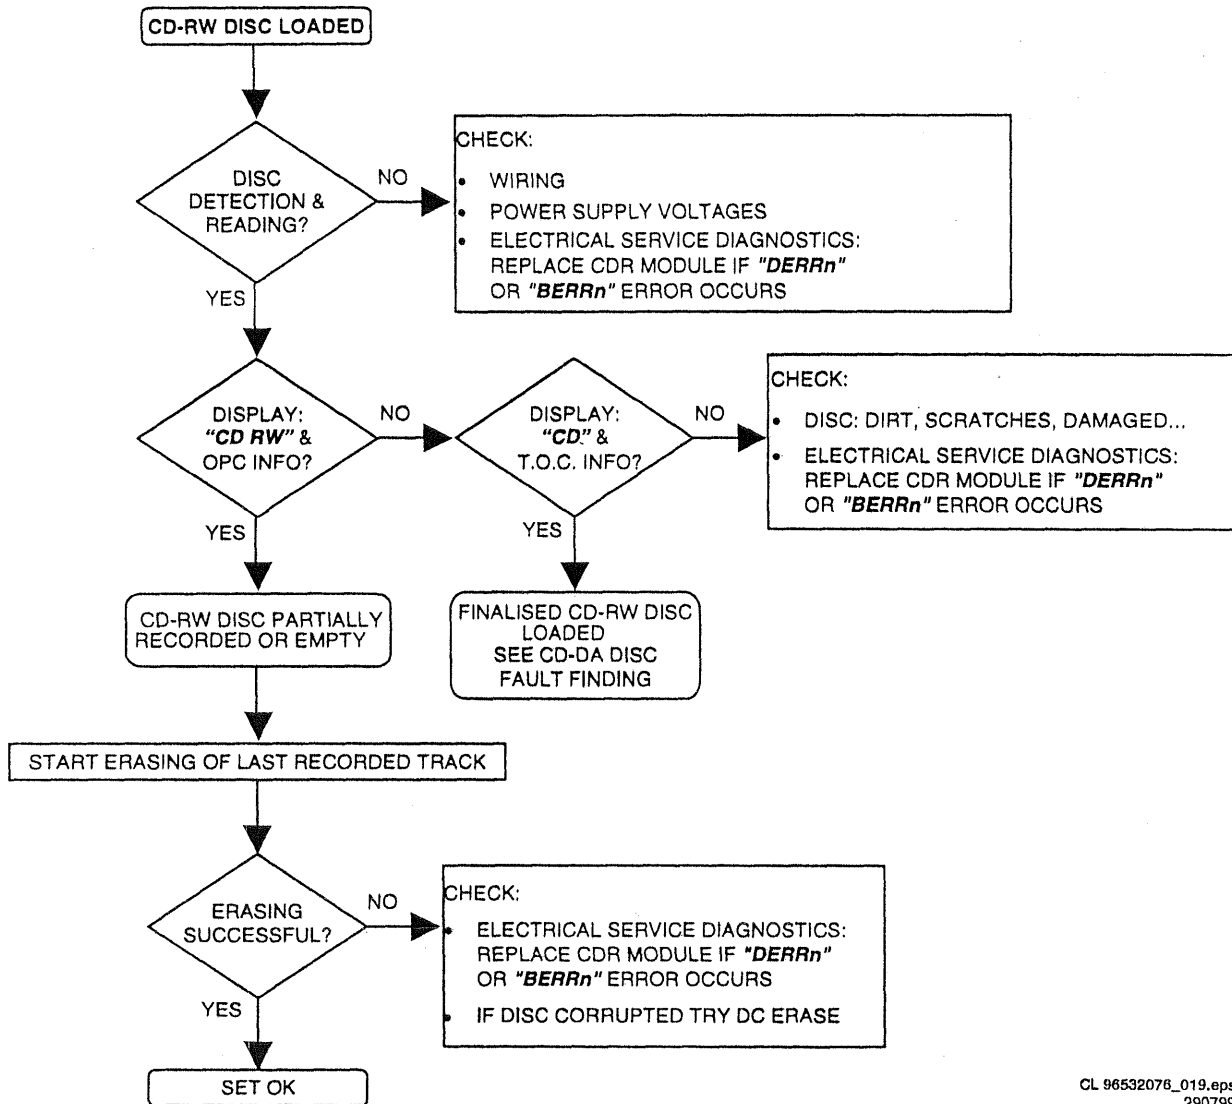 CD-RW DISC LOADED
DISC
DETECTION &
READING?
NO
YES
CHECK:
• WIRING
• POWER SUPPLY VOLTAGES
• ELECTRICAL SERVICE DIAGNOSTICS:
REPLACE CDR MODULE IF "DERRn"
OR "BERRn" ERROR OCCURS
DISPLAY:
"CD RW" &
OPC INFO?
NO
YES
DISPLAY:
"CD" &
T.O.C. INFO?
NO
YES
CHECK:
• DISC: DIRT, SCRATCHES, DAMAGED...
• ELECTRICAL SERVICE DIAGNOSTICS:
REPLACE CDR MODULE IF "DERRn"
OR "BERRn" ERROR OCCURS
CD-RW DISC PARTIALLY
RECORDED OR EMPTY
FINALISED CD-RW DISC
LOADED
SEE CD-DA DISC
FAULT FINDING
START ERASING OF LAST RECORDED TRACK
ERASING
SUCCESSFUL?
NO
YES
CHECK:
• ELECTRICAL SERVICE DIAGNOSTICS:
REPLACE CDR MODULE IF "DERRn"
OR "BERRn" ERROR OCCURS
• IF DISC CORRUPTED TRY DC ERASE
SET OK
CL 96532076_019.eps
290799